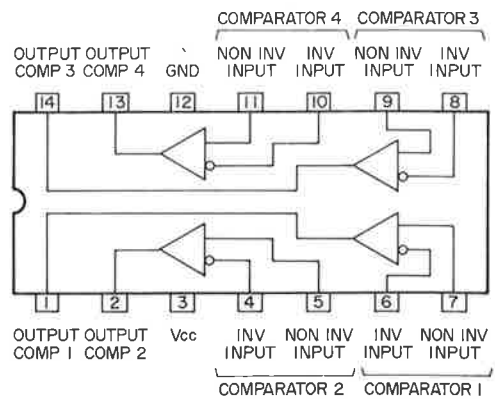 COMPARATOR 4 COMPARATOR 3
OUTPUT OUTPUT ` NON INV INV NON INV INV
COMP 3 COMP 4 GND INPUT INPUT INPUT INPUT
14 13 12 11 10 9 8
1 2 3 4 5 6 7
OUTPUT OUTPUT Vcc INV NON INV INV NON INV
COMP 1 COMP 2 INPUT INPUT INPUT INPUT
COMPARATOR 2 COMPARATOR 1